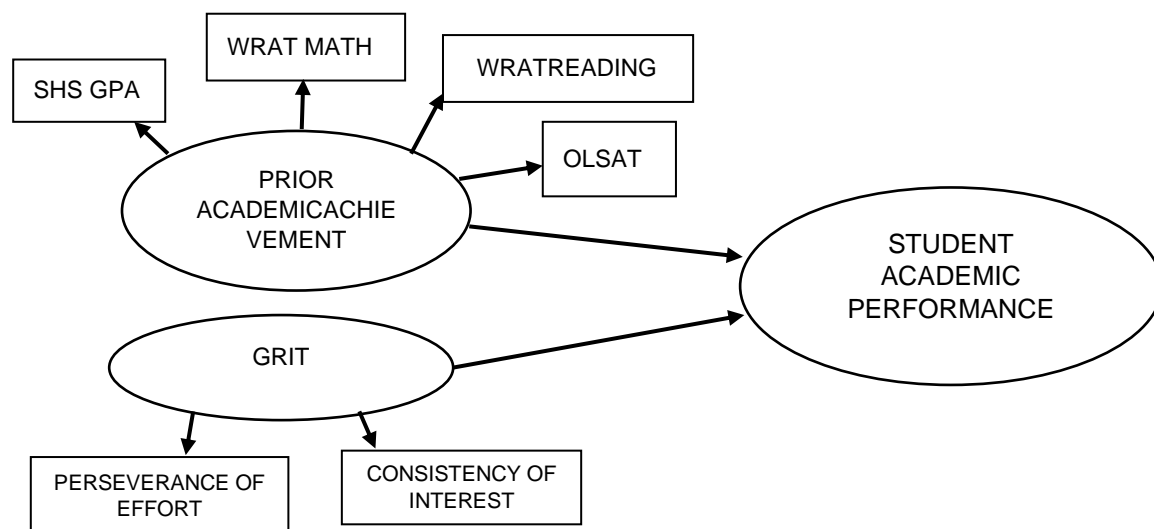 WRAT MATH
WRATREADING
SHS GPA
OLSAT
PRIOR
ACADEMICACHIE
VEMENT
STUDENT
ACADEMIC
PERFORMANCE
GRIT
PERSEVERANCE OF
EFFORT
CONSISTENCY OF
INTEREST